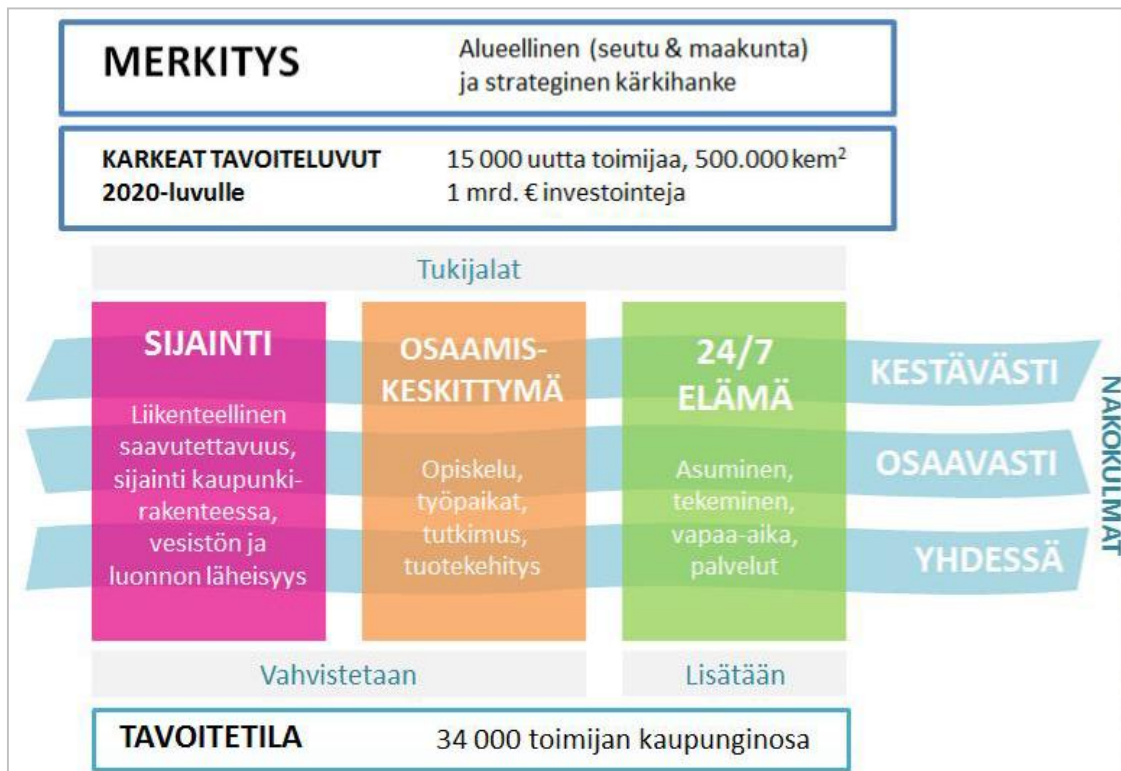 MERKITYS
Alueellinen (seutu & maakunta)
ja strateginen kärkihanke
KARKEAT TAVOITELUVUT
2020-luvulle
15 000 uutta toimijaa, 500.000 kem²
1 mrd. € investointeja
Tukijalat
SIJAINTI
Liikenteellinen
saavutettavuus,
sijainti kaupunki-
rakenteessa,
vesistön ja
luonnon läheisyys
OSAAMIS-
KESKITTYMÄ
Opiskelu,
työpaikat,
tutkimus,
tuotekehitys
24/7
ELÄMÄ
Asuminen,
tekeminen,
vapaa-aika,
palvelut
KESTÄVÄSTI
OSAAVASTI
YHDESSÄ
NÄKÖKULMAT
Vahvistetaan
Lisätään
TAVOITETILA
34 000 toimijan kaupunginosa